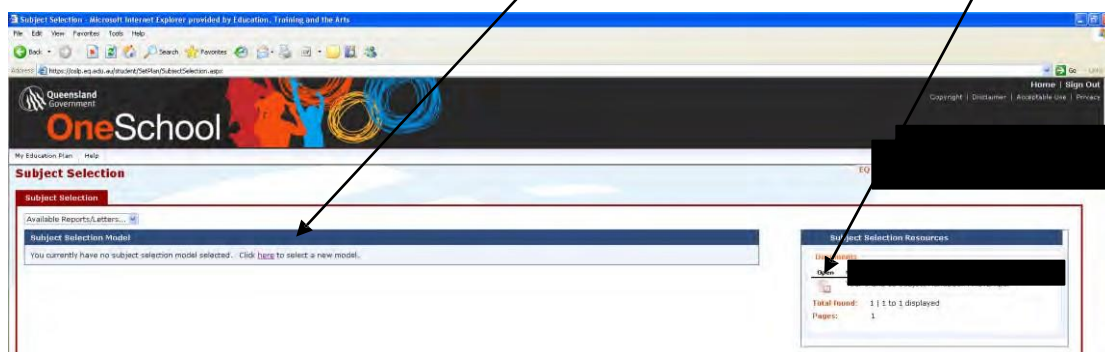 Subject Selection - Microsoft Internet Explorer provided by Education, Training and the Arts
File Edit View Favorites Tools Help
Back Search Favorites
Address https://oslp.eq.edu.au/student/SetPlan/SubjectSelection.aspx Go Links
Queensland
Government
OneSchool
Home | Sign Out
Copyright | Disclaimer | Acceptable Use | Privacy
My Education Plan Help
EQ
Subject Selection
Subject Selection
Available Reports/Letters...
Subject Selection Model
You currently have no subject selection model selected. Click here to select a new model.
Subject Selection Resources
Documents
Open
Total Found: 1 | 1 to 1 displayed
Pages: 1